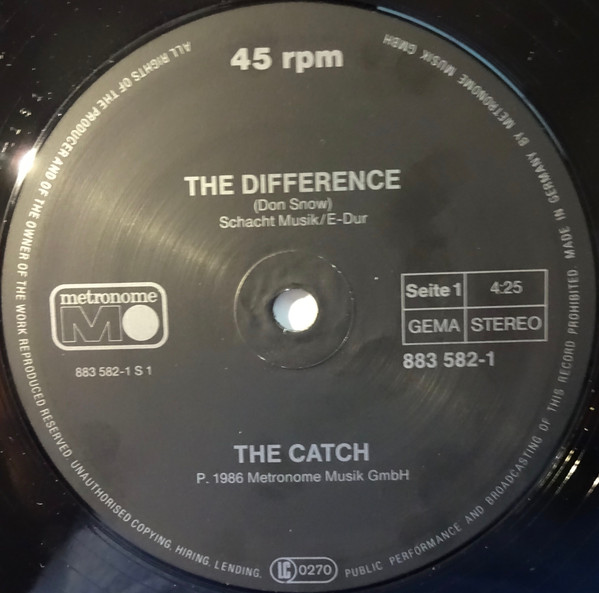 45 rpm
THE DIFFERENCE
(Don Snow)
Schacht Musik/E-Dur
metronome
M
883 582-1 S 1
Seite 1
4:25
GEMA
STEREO
883 582-1
THE CATCH
P. 1986 Metronome Musik GmbH
ALL RIGHTS OF THE PRODUCER AND OF THE OWNER OF THE WORK REPRODUCED RESERVED. UNAUTHORISED COPYING, HIRING, LENDING, LC 0270 PUBLIC PERFORMANCE AND BROADCASTING OF THIS RECORD PROHIBITED MADE IN GERMANY BY METRONOME MUSIK GMBH